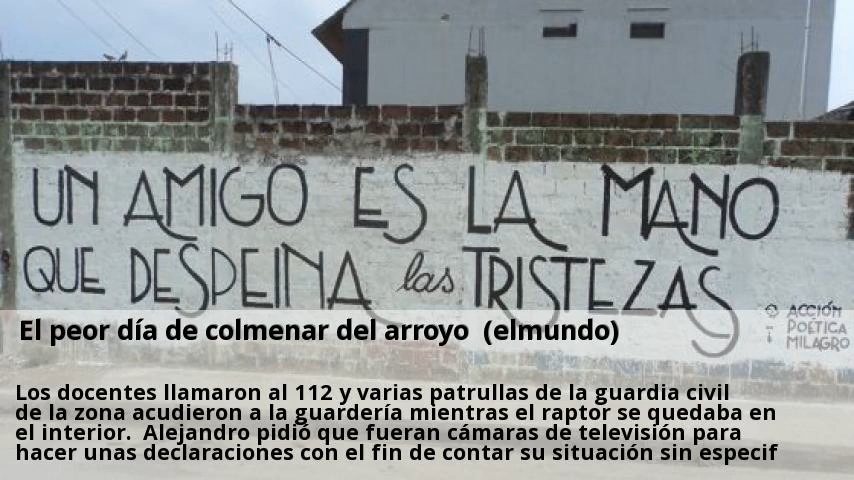 UN AMIGO ES LA MANO
QUE DESPEINA las TRISTEZAS
ACCIÓN
POÉTICA
MILAGRO
El peor día de colmenar del arroyo (elmundo)
Los docentes llamaron al 112 y varias patrullas de la guardia civil
de la zona acudieron a la guardería mientras el raptor se quedaba en
el interior. Alejandro pidió que fueran cámaras de televisión para
hacer unas declaraciones con el fin de contar su situación sin especif